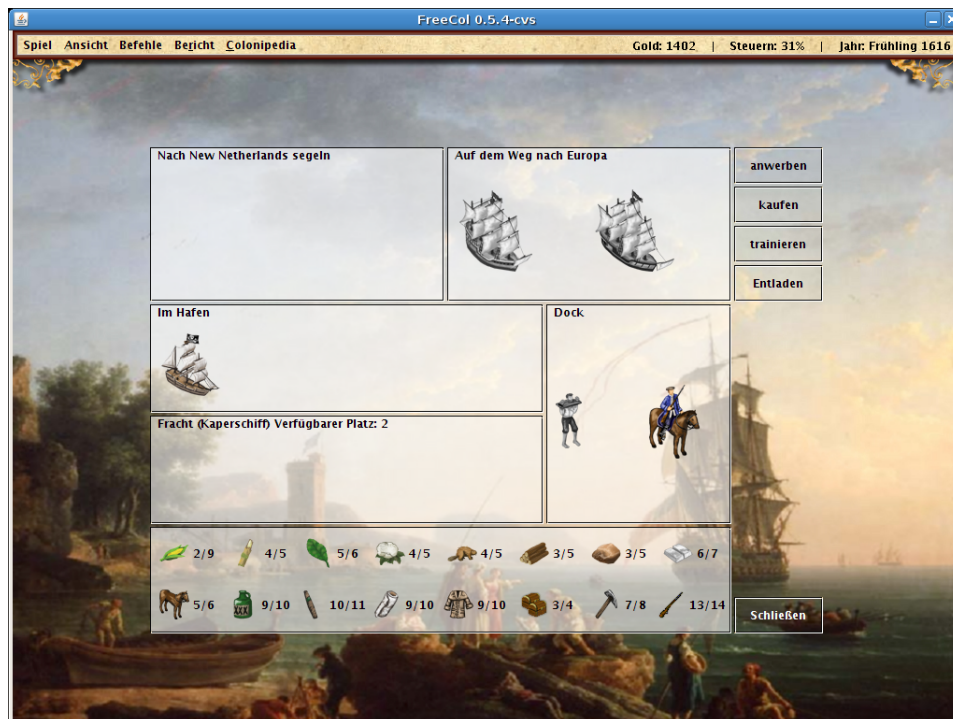 FreeCol 0.5.4-cvs
Spiel Ansicht Befehle Bericht Colonipedia Gold: 1402 | Steuern: 31% | Jahr: Frühling 1616
Nach New Netherlands segeln
Auf dem Weg nach Europa
anwerben
kaufen
trainieren
Entladen
Im Hafen
Dock
Fracht (Kaperschiff) Verfügbarer Platz: 2
2/9 4/5 5/6 4/5 4/5 3/5 3/5 6/7
5/6 9/10 10/11 9/10 9/10 3/4 7/8 13/14
XXX
Schließen